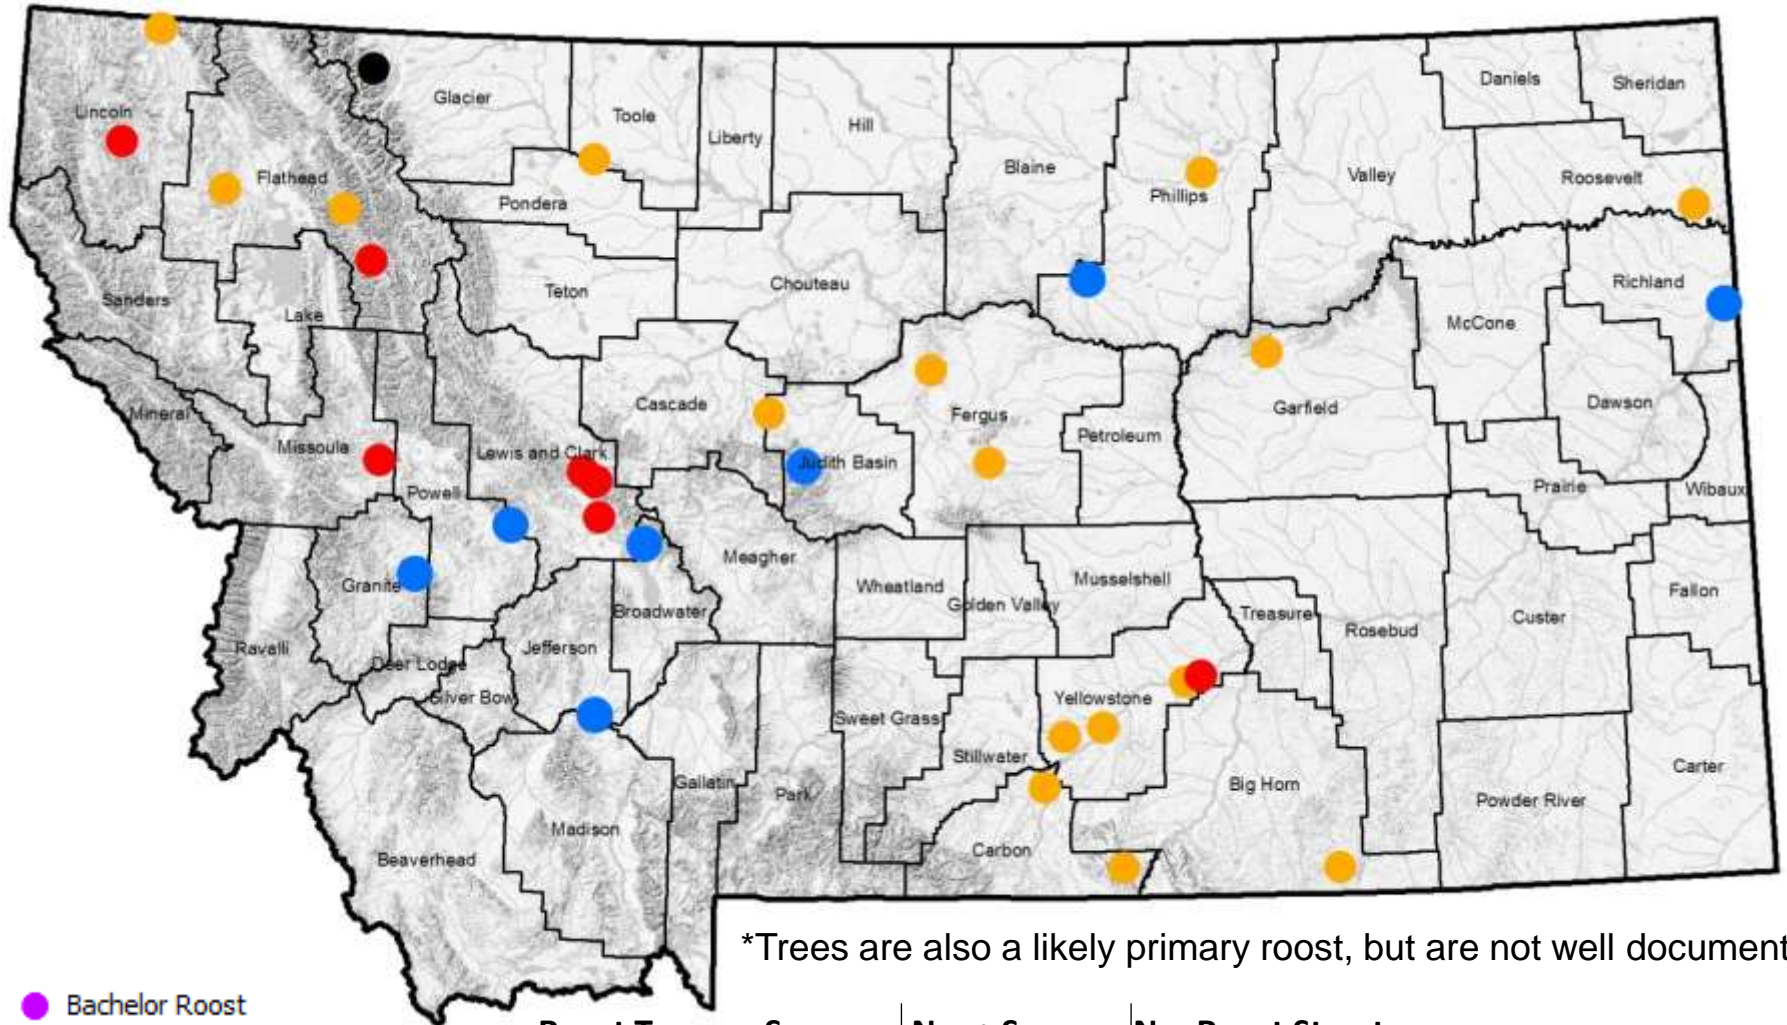 Daniels
Sheridan
Glacier
Lincoln
Toole
Liberty
Hill
Blaine
Flathead
Phillips
Valley
Roosevelt
Pondera
Sanders
Lake
Teton
Chouteau
Richland
McCone
Mineral
Missoula
Cascade
Fergus
Petroleum
Garfield
Dawson
Lewis and Clark
Judith Basin
Powell
Prairie
Wibaux
Granite
Meagher
Wheatland
Golden Valley
Musselshell
Treasure
Fallon
Broadwater
Ravalli
Jefferson
Rosebud
Custer
Deer Lodge
Silver Bow
Sweet Grass
Yellowstone
Stillwater
Gallatin
Park
Big Horn
Carter
Madison
Powder River
Beaverhead
Carbon
*Trees are also a likely primary roost, but are not well document
Bachelor Roost